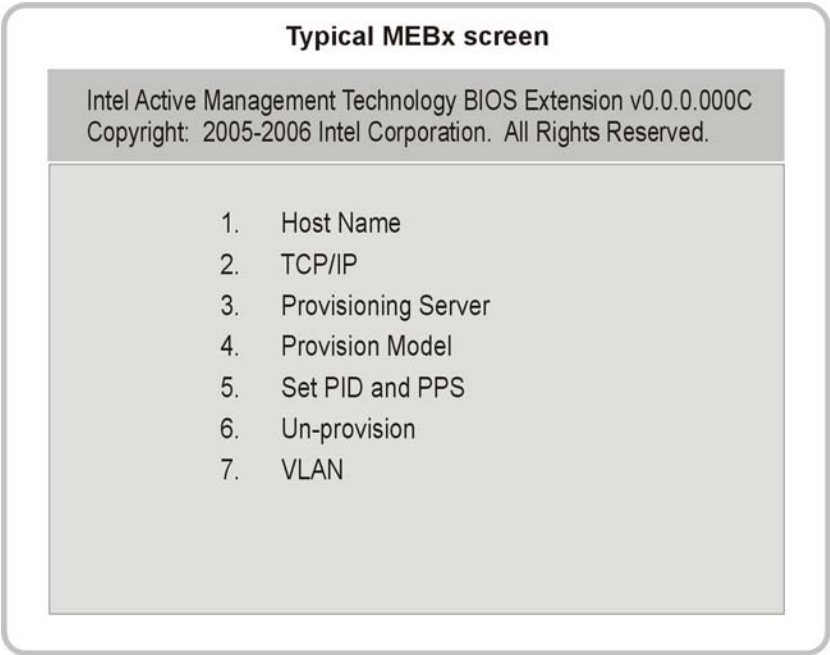 Typical MEBx screen
Intel Active Management Technology BIOS Extension v0.0.0.000C
Copyright: 2005-2006 Intel Corporation. All Rights Reserved.
1. Host Name
2. TCP/IP
3. Provisioning Server
4. Provision Model
5. Set PID and PPS
6. Un-provision
7. VLAN